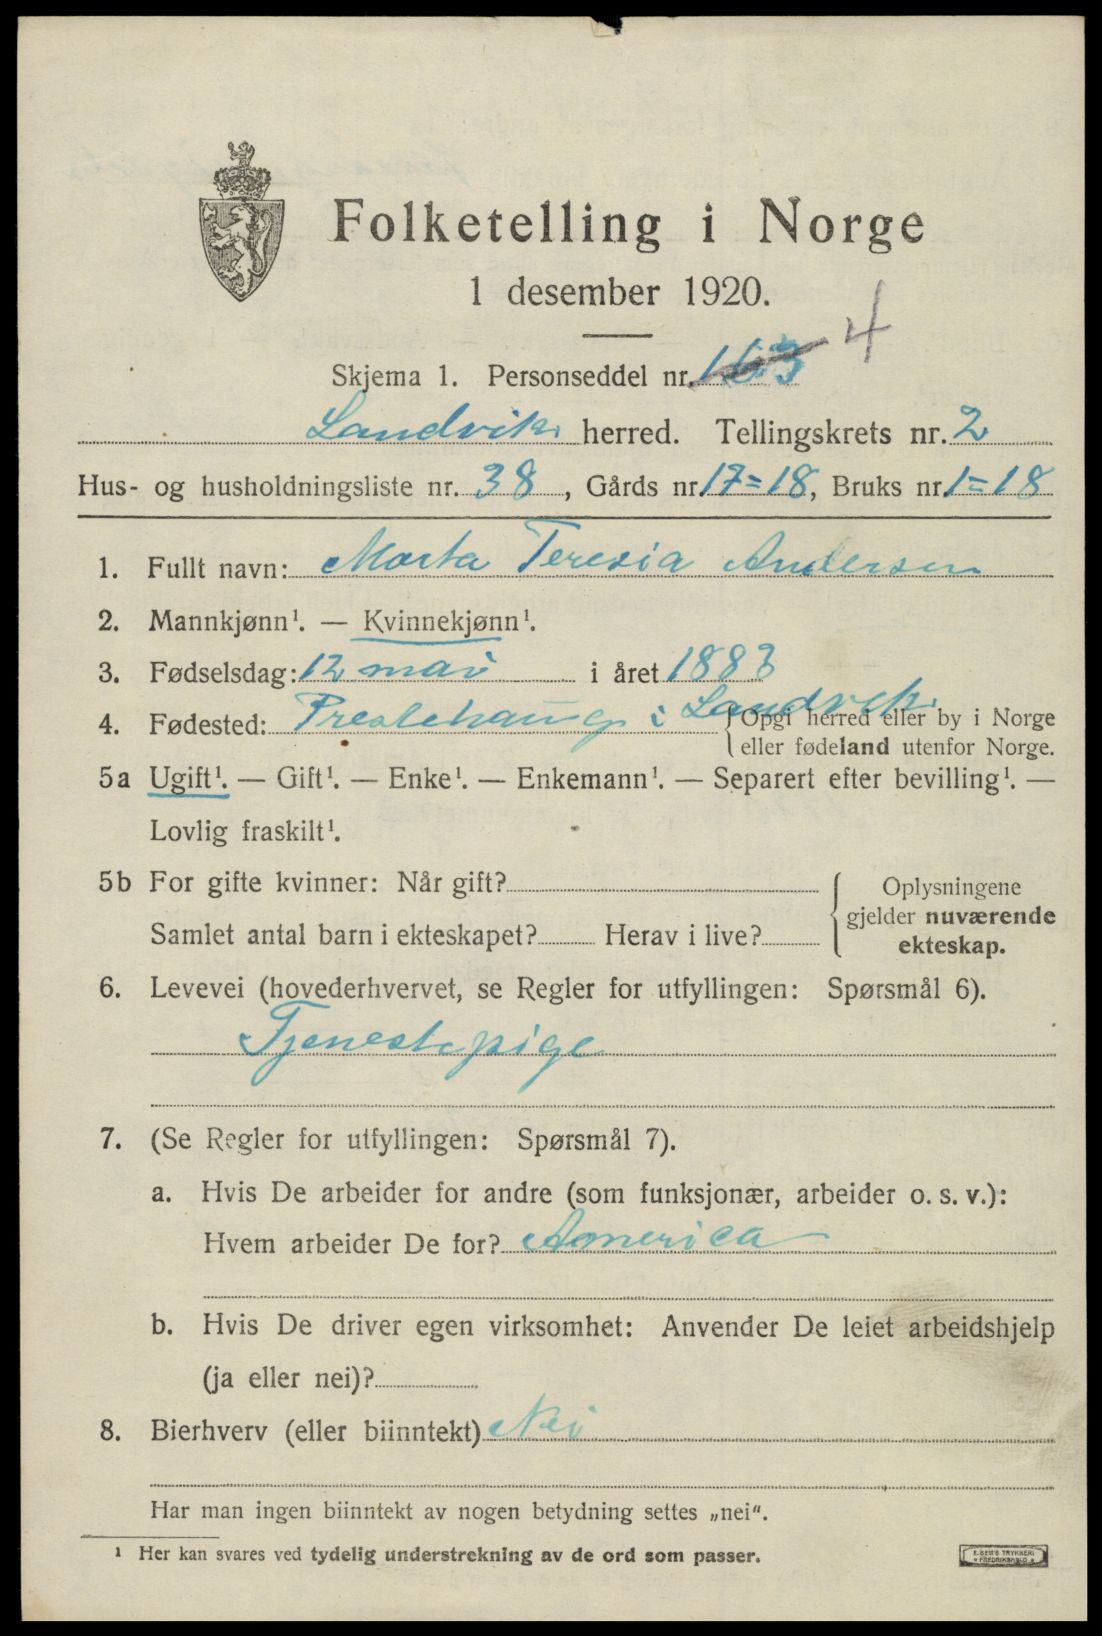 Folketelling i Norge
1 desember 1920.
Skjema 1. Personseddel nr. 163 4
Landvik herred. Tellingskrets nr. 2
Hus- og husholdningsliste nr. 38, Gårds nr. 17=18, Bruks nr. 1=18
1. Fullt navn: Marta Teresia Andersen
2. Mannkjønn¹. — Kvinnekjønn¹.
3. Fødselsdag: 12 mai i året 1883
4. Fødested: Prestehaug i Landvik {Opgi herred eller by i Norge
eller fødeland utenfor Norge.
5a Ugift¹. — Gift¹. — Enke¹. — Enkemann¹. — Separert efter bevilling¹. —
Lovlig fraskilt¹.
5b For gifte kvinner: Når gift?
Samlet antal barn i ekteskapet? Herav i live?
{Oplysningene
gjelder nuværende
ekteskap.
6. Levevei (hovederhvervet, se Regler for utfyllingen: Spørsmål 6).
Tjenestepige
7. (Se Regler for utfyllingen: Spørsmål 7).
a. Hvis De arbeider for andre (som funksjonær, arbeider o. s. v.):
Hvem arbeider De for? America
b. Hvis De driver egen virksomhet: Anvender De leiet arbeidshjelp
(ja eller nei)?
8. Bierhverv (eller biinntekt) Nei
Har man ingen biinntekt av nogen betydning settes „nei“.
¹ Her kan svares ved tydelig understrekning av de ord som passer.
E. SEM'S TRYKKERI
FREDRIKSHALD